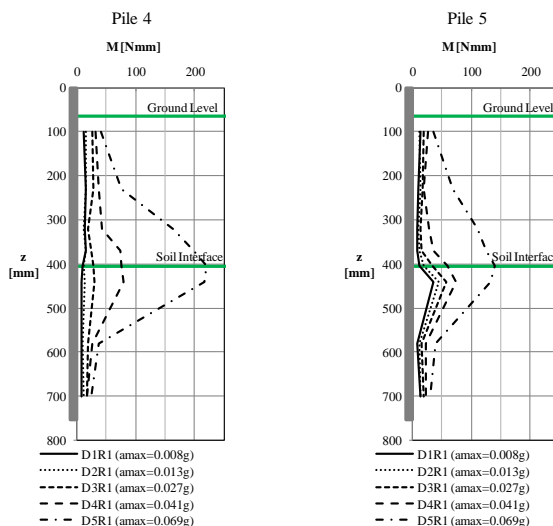 Pile 4
M [Nmm]
0 100 200
0
100
200
300
400
500
600
700
800
z
[mm]
Ground Level
Soil Interface
D1R1 (amax=0.008g)
D2R1 (amax=0.013g)
D3R1 (amax=0.027g)
D4R1 (amax=0.041g)
D5R1 (amax=0.069g)
Pile 5
M [Nmm]
0 100 200
0
100
200
300
400
500
600
700
800
z
[mm]
Ground Level
Soil Interface
D1R1 (amax=0.008g)
D2R1 (amax=0.013g)
D3R1 (amax=0.027g)
D4R1 (amax=0.041g)
D5R1 (amax=0.069g)